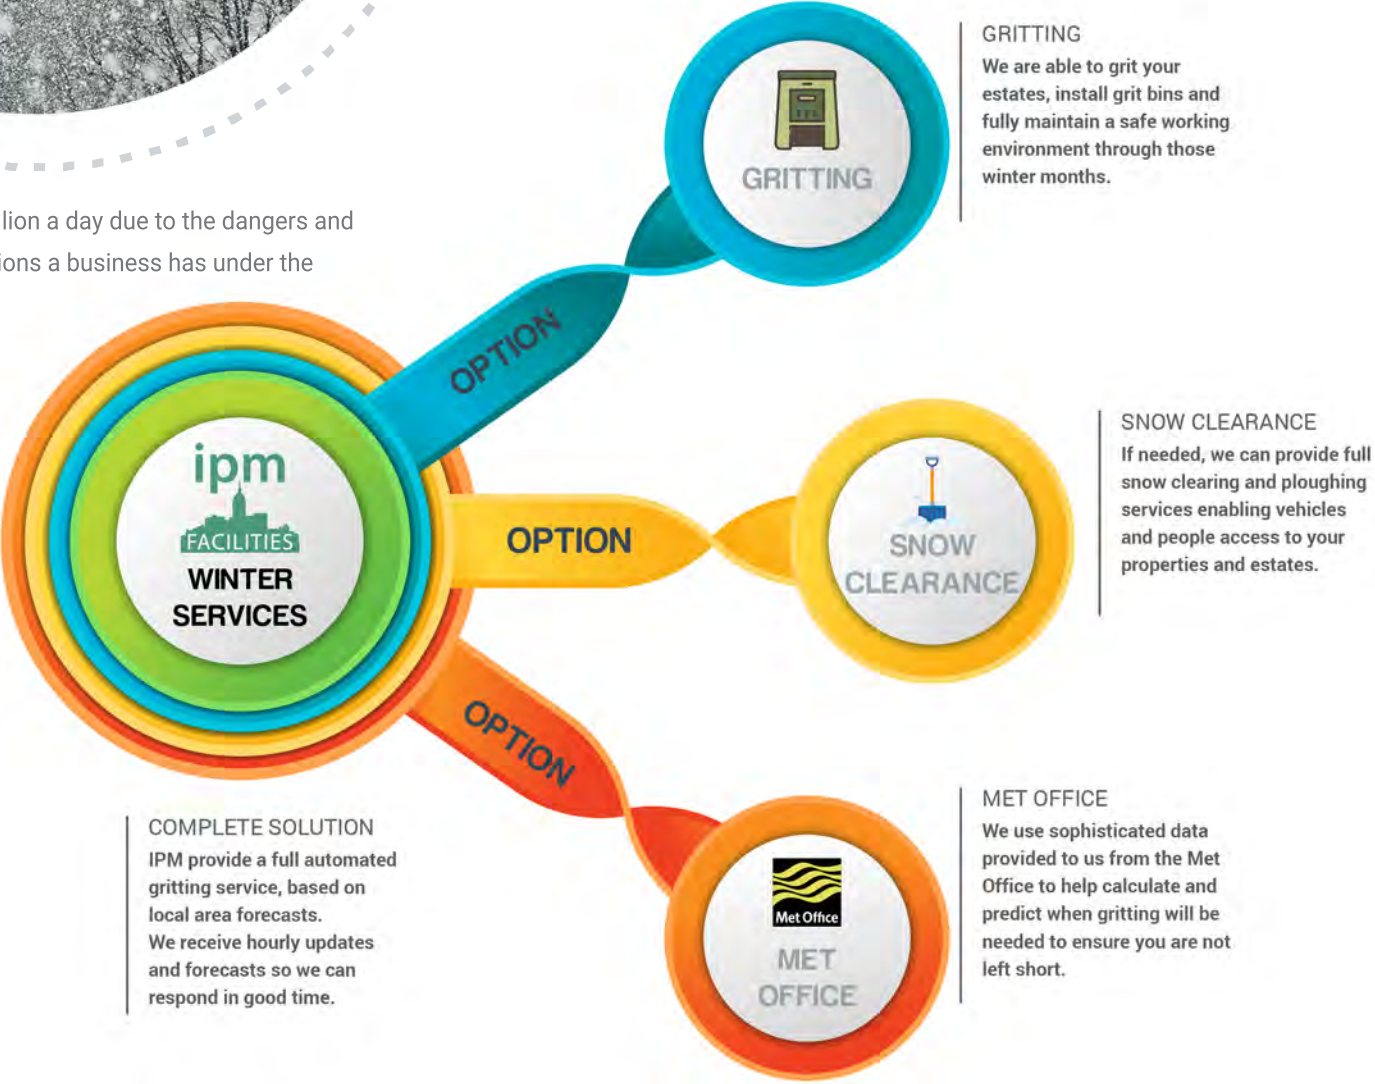 lion a day due to the dangers and
ions a business has under the
GRITTING
GRITTING
We are able to grit your
estates, install grit bins and
fully maintain a safe working
environment through those
winter months.
OPTION
ipm
FACILITIES
WINTER
SERVICES
OPTION
SNOW
CLEARANCE
SNOW CLEARANCE
If needed, we can provide full
snow clearing and ploughing
services enabling vehicles
and people access to your
properties and estates.
OPTION
Met Office
MET
OFFICE
MET OFFICE
We use sophisticated data
provided to us from the Met
Office to help calculate and
predict when gritting will be
needed to ensure you are not
left short.
COMPLETE SOLUTION
IPM provide a full automated
gritting service, based on
local area forecasts.
We receive hourly updates
and forecasts so we can
respond in good time.